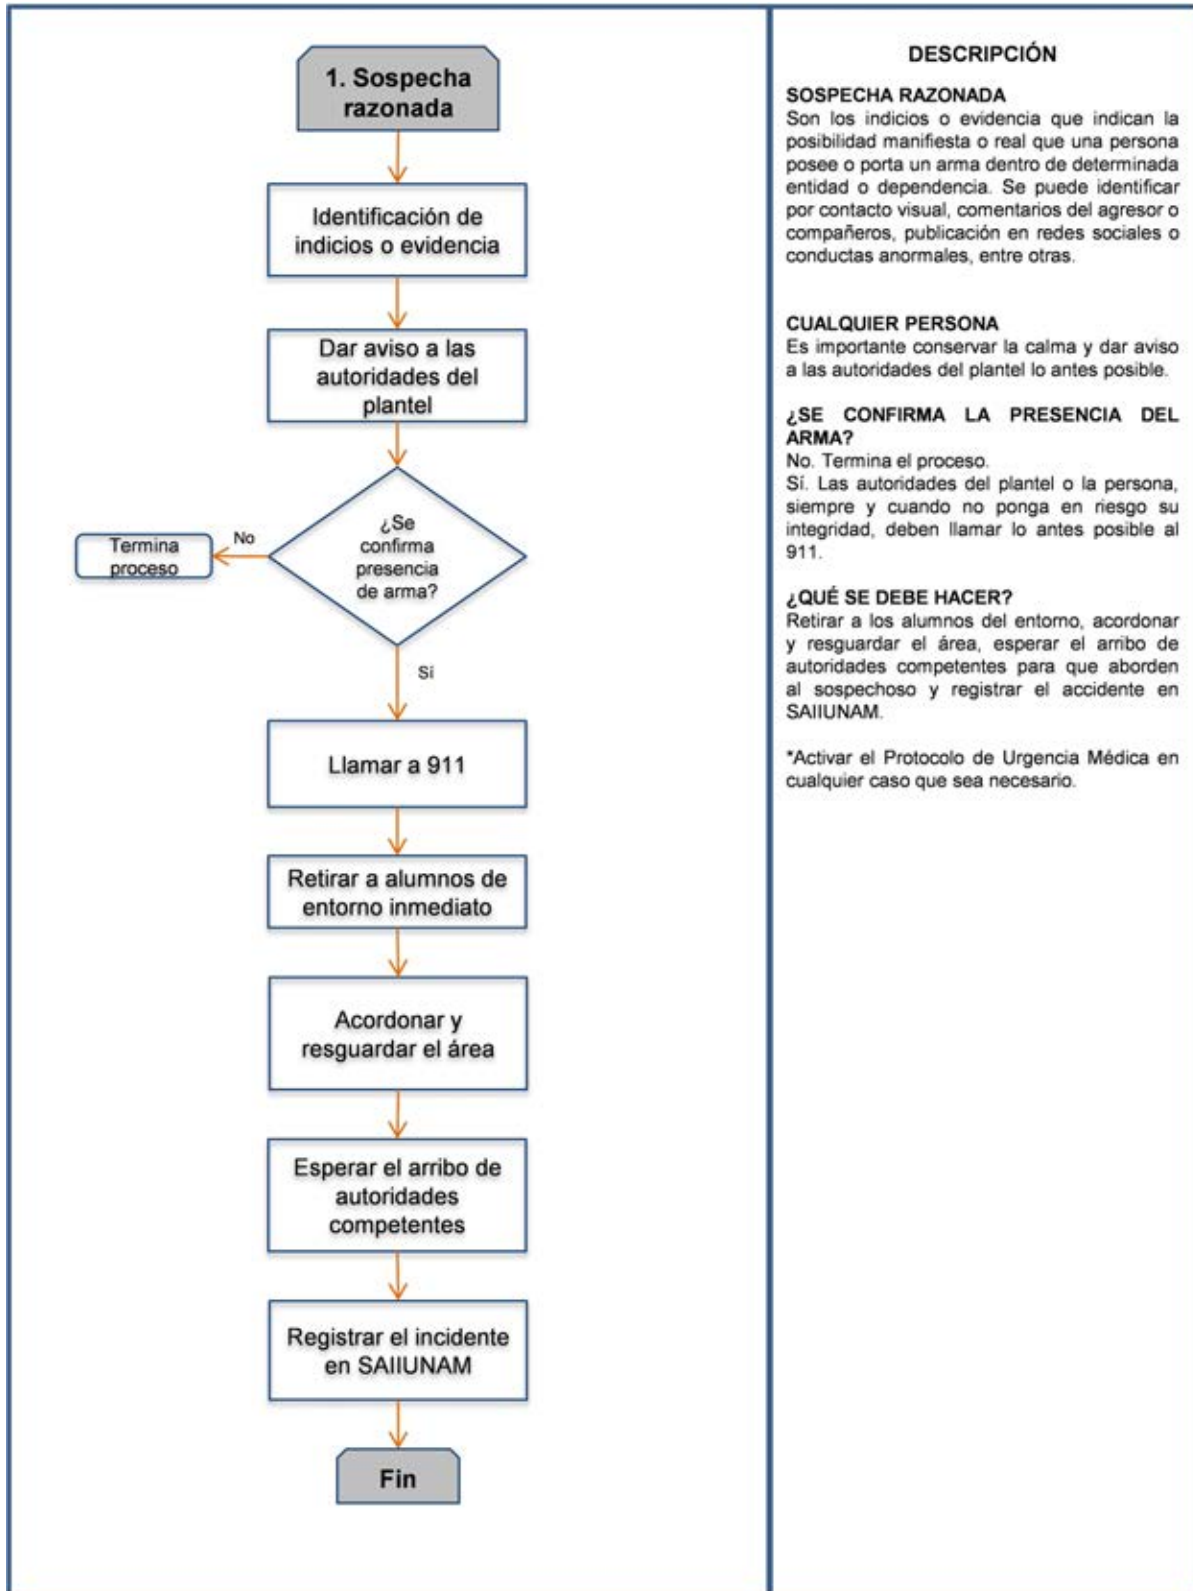 1. Sospecha
razonada
Identificación de
indicios o evidencia
Dar aviso a las
autoridades del
plantel
¿Se
confirma
presencia
de arma?
No
Termina
proceso
Sí
Llamar a 911
Retirar a alumnos de
entorno inmediato
Acordonar y
resguardar el área
Esperar el arribo de
autoridades
competentes
Registrar el incidente
en SAIIUNAM
Fin
DESCRIPCIÓN
SOSPECHA RAZONADA
Son los indicios o evidencia que indican la
posibilidad manifiesta o real que una persona
posee o porta un arma dentro de determinada
entidad o dependencia. Se puede identificar
por contacto visual, comentarios del agresor o
compañeros, publicación en redes sociales o
conductas anormales, entre otras.
CUALQUIER PERSONA
Es importante conservar la calma y dar aviso
a las autoridades del plantel lo antes posible.
¿SE CONFIRMA LA PRESENCIA DEL
ARMA?
No. Termina el proceso.
Sí. Las autoridades del plantel o la persona,
siempre y cuando no ponga en riesgo su
integridad, deben llamar lo antes posible al
911.
¿QUÉ SE DEBE HACER?
Retirar a los alumnos del entorno, acordonar
y resguardar el área, esperar el arribo de
autoridades competentes para que aborden
al sospechoso y registrar el accidente en
SAIIUNAM.
*Activar el Protocolo de Urgencia Médica en
cualquier caso que sea necesario.